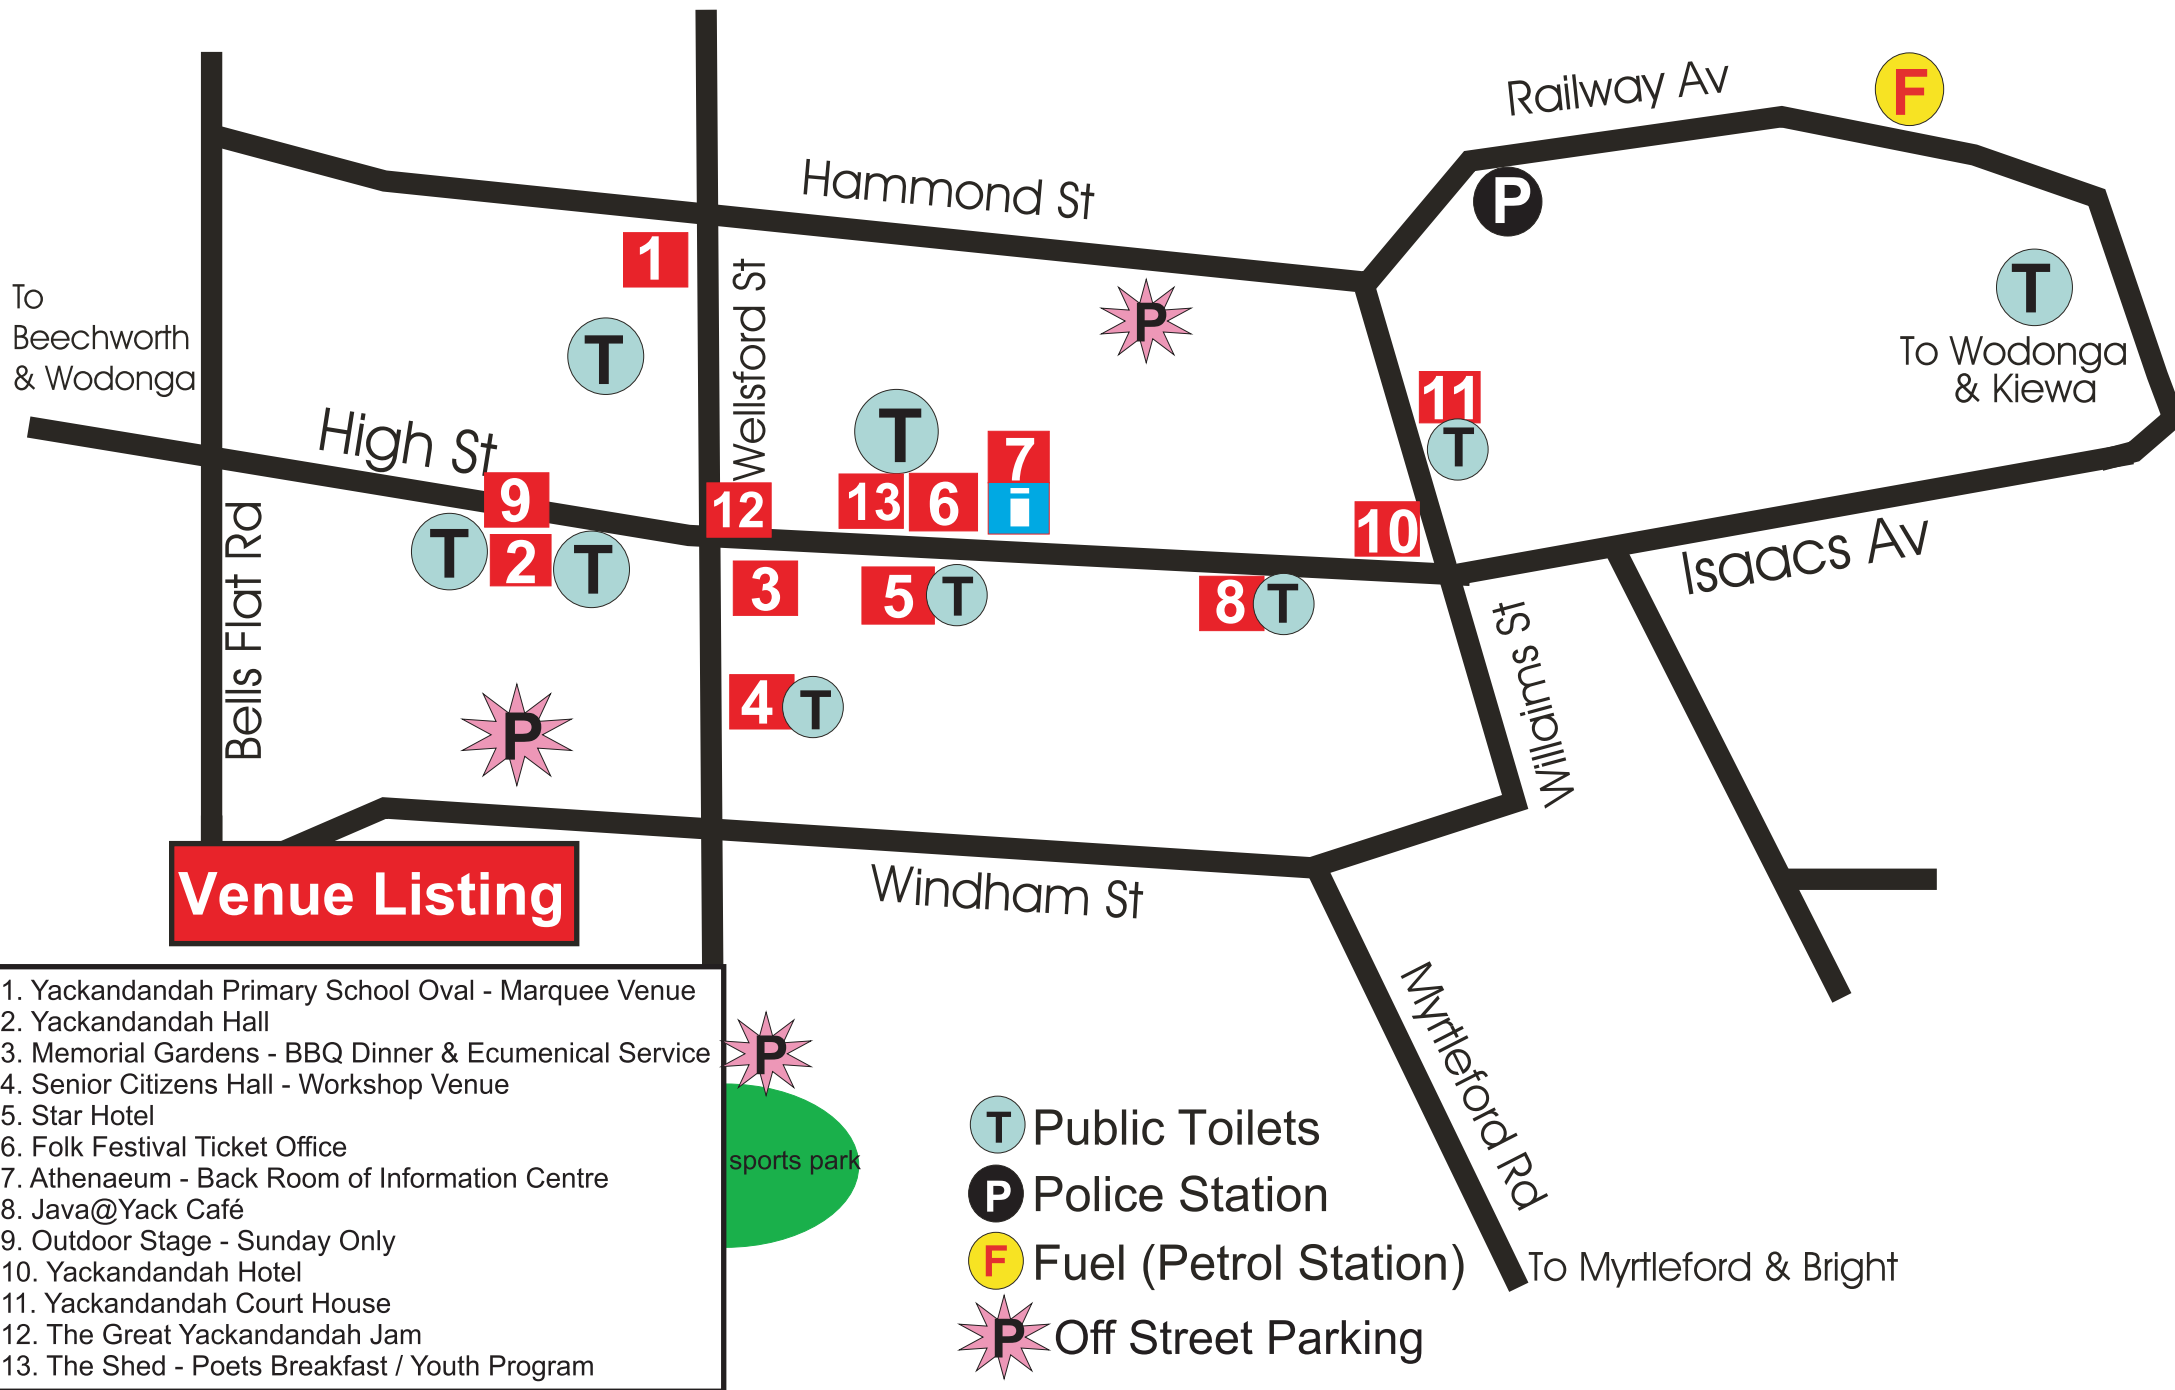 Railway Av
F
Hammond St
P
1
To
Beechworth
& Wodonga
Wellsford St
P
T
T
To Wodonga
& Kiewa
High St
T
11
T
7
i
9
12
13
6
10
T
2
T
Bells Flat Rd
3
5
T
8
T
Isaacs Av
Williams St
4
T
P
Venue Listing
Windham St
Myrtleford Rd
1. Yackandandah Primary School Oval - Marquee Venue
2. Yackandandah Hall
3. Memorial Gardens - BBQ Dinner & Ecumenical Service
4. Senior Citizens Hall - Workshop Venue
5. Star Hotel
6. Folk Festival Ticket Office
7. Athenaeum - Back Room of Information Centre
8. Java@Yack Café
9. Outdoor Stage - Sunday Only
10. Yackandandah Hotel
11. Yackandandah Court House
12. The Great Yackandandah Jam
13. The Shed - Poets Breakfast / Youth Program
P
sports park
T Public Toilets
P Police Station
F Fuel (Petrol Station)
P Off Street Parking
To Myrtleford & Bright